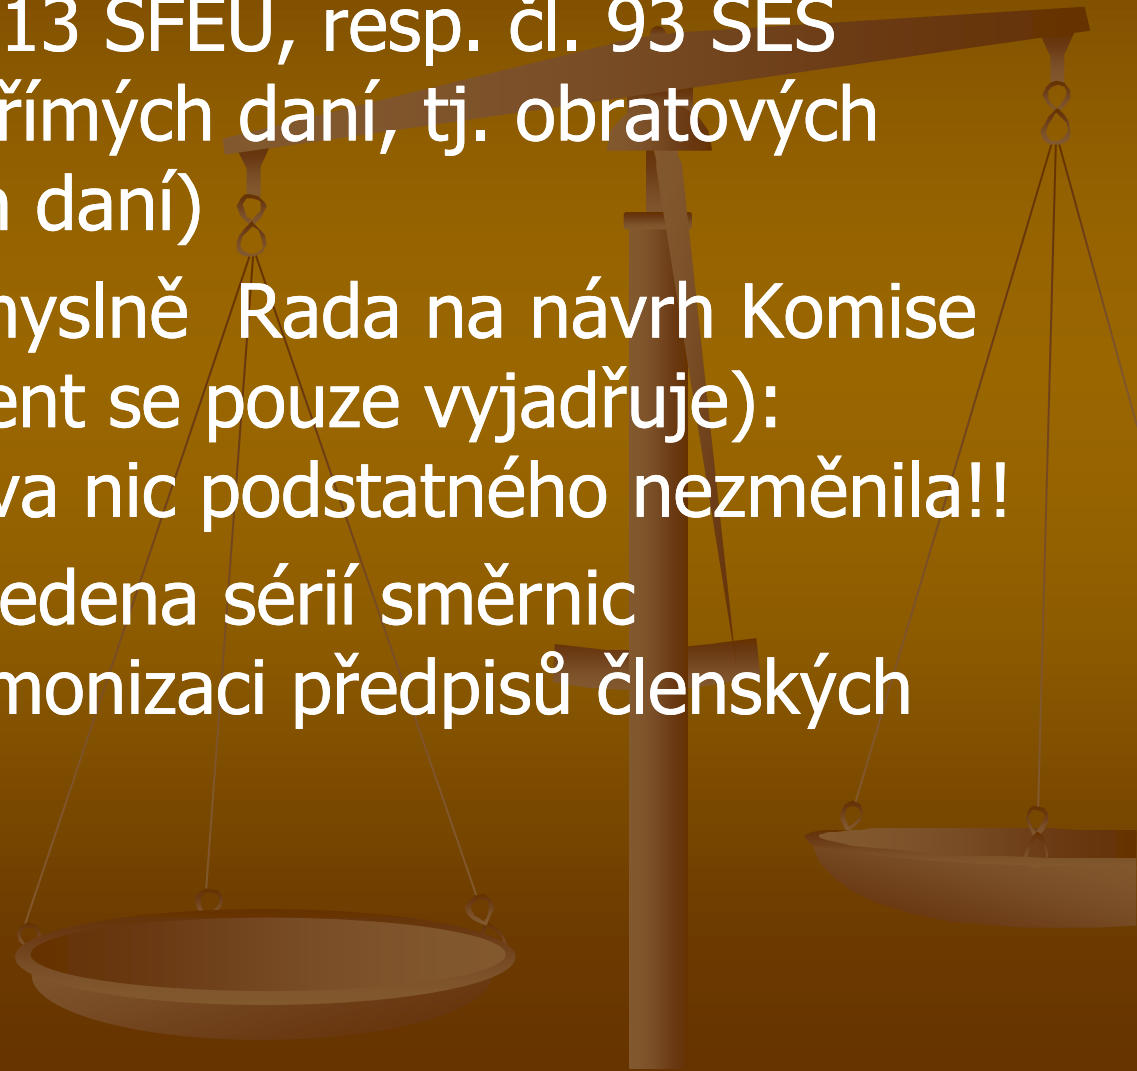 13 SFEU, resp. čl. 93 SES
římých daní, tj. obratových
daní)
myslně Rada na návrh Komise
ent se pouze vyjadřuje):
va nic podstatného nezměnila!!
edena sérií směrnic
monizaci předpisů členských